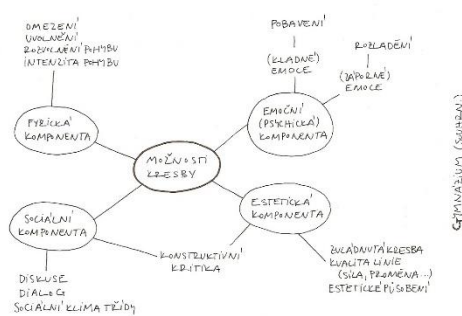 OMEZENÍ
UVOLNĚNÍ
ROZVOLNĚNÍ POHYBU
INTENZITA POHYBU
FYZICKÁ
KOMPONENTA
POBAVENÍ
(KLADNÉ)
EMOCE
ROZLADĚNÍ
(ZÁPORNÉ)
EMOCE
EMOČNÍ
(PSYCHICKÁ)
KOMPONENTA
MOŽNOSTI
KRESBY
SOCIÁLNÍ
KOMPONENTA
ESTETICKÁ
KOMPONENTA
KONSTRUKTIVNÍ
KRITIKA
DISKUSE
DIALOG
SOCIÁLNÍ KLIMA TŘÍDY
ZVLÁDNUTÁ KRESBA
KVALITA LINIE
(SÍLA, PROMĚNA...)
ESTETICKÉ PŮSOBENÍ
GYMNÁZIUM